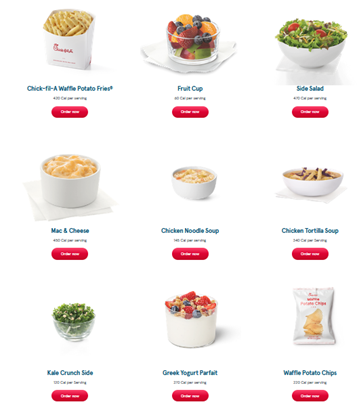 Chick-fil-A Waffle Potato Fries®
420 Cal per serving
Order now
Fruit Cup
60 Cal per serving
Order now
Side Salad
470 Cal per serving
Order now
Mac & Cheese
450 Cal per serving
Order now
Chicken Noodle Soup
Cal per serving
Order now
Chicken Tortilla Soup
340 Cal per serving
Order now
Kale Crunch Side
Cal per serving
Order now
Greek Yogurt Parfait
270 Cal per serving
Order now
Waffle
Potato Chips
Waffle Potato Chips
220 Cal per serving
Order now